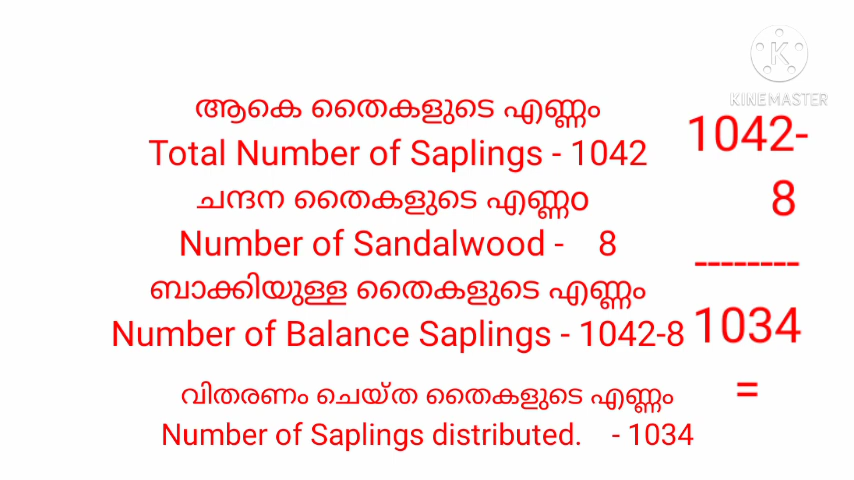 KINEMASTER
ആകെ തൈകളുടെ എണ്ണം
Total Number of Saplings - 1042
1042-
ചന്ദന തൈകളുടെ എണ്ണo
8
Number of Sandalwood - 8
--------
ബാക്കിയുള്ള തൈകളുടെ എണ്ണം
Number of Balance Saplings - 1042-8
1034
വിതരണം ചെയ്ത തൈകളുടെ എണ്ണം
=
Number of Saplings distributed. - 1034